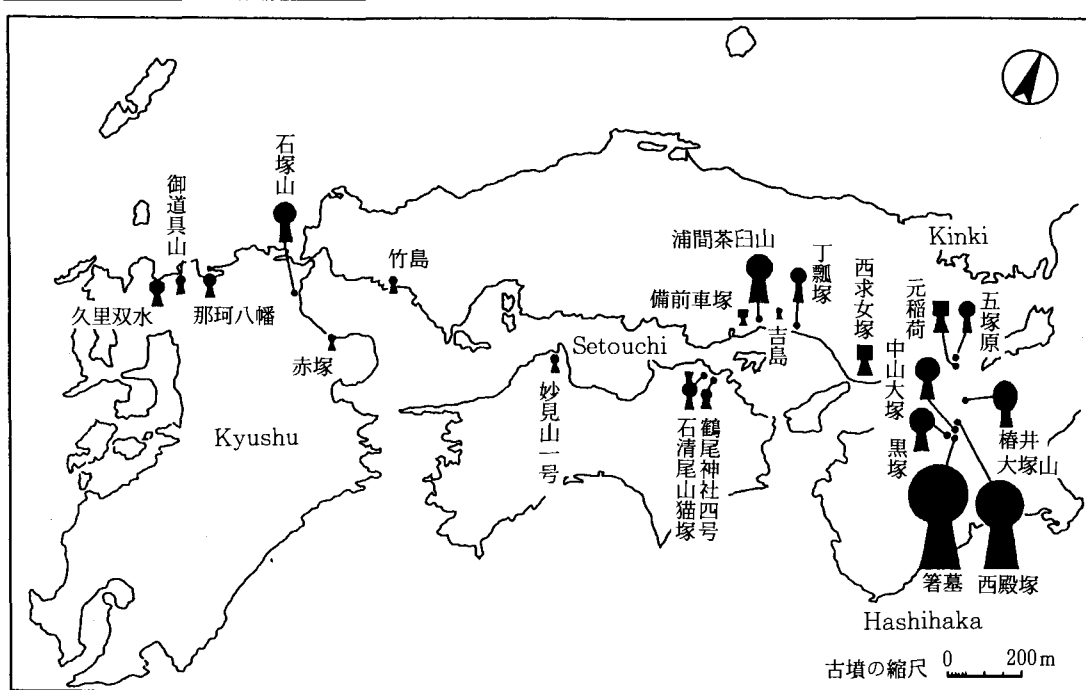 石塚山
御道具山
久里双水
那珂八幡
赤塚
Kyushu
竹島
妙見山一号
Setouchi
石清尾山猫塚
鶴尾神社四号
浦間茶臼山
備前車塚
吉島
丁瓢塚
西求女塚
Kinki
元稲荷
五塚原
中山大塚
黒塚
椿井
大塚山
箸墓
西殿塚
Hashihaka
古墳の縮尺 0 200m